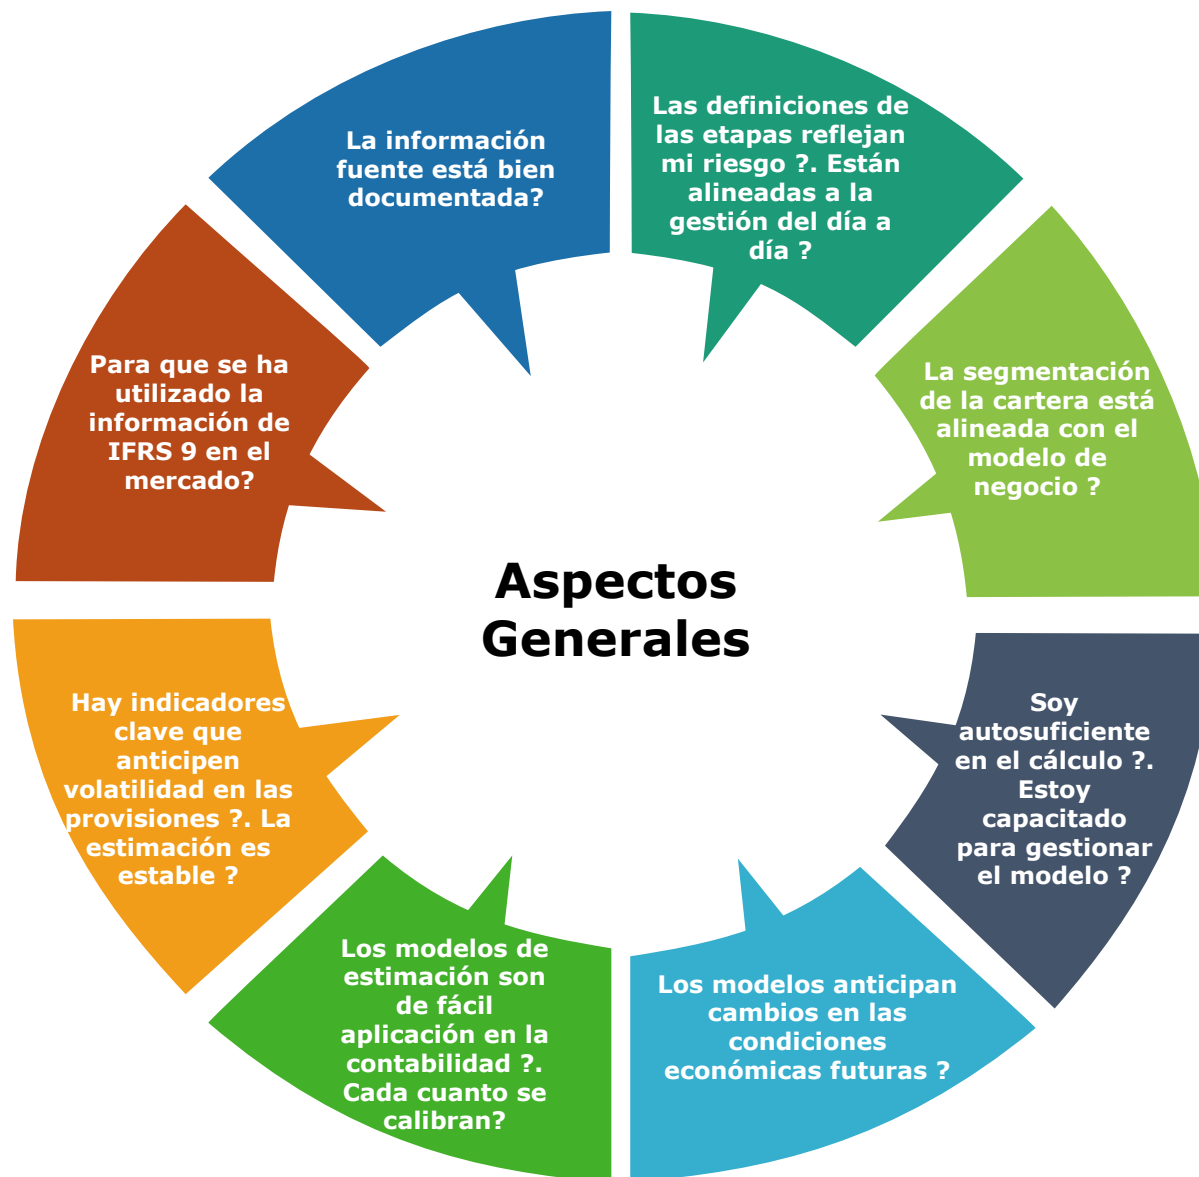 La información
fuente está bien
documentada?
Las definiciones de
las etapas reflejan
mi riesgo ?. Están
alineadas a la
gestión del día a
día ?
La segmentación
de la cartera está
alineada con el
modelo de
negocio ?
Soy
autosuficiente
en el cálculo ?.
Estoy
capacitado
para gestionar
el modelo ?
Los modelos anticipan
cambios en las
condiciones
económicas futuras ?
Los modelos de
estimación son
de fácil
aplicación en la
contabilidad ?.
Cada cuanto se
calibran?
Hay indicadores
clave que
anticipen
volatilidad en las
provisiones ?. La
estimación es
estable ?
Para que se ha
utilizado la
información de
IFRS 9 en el
mercado?
Aspectos
Generales